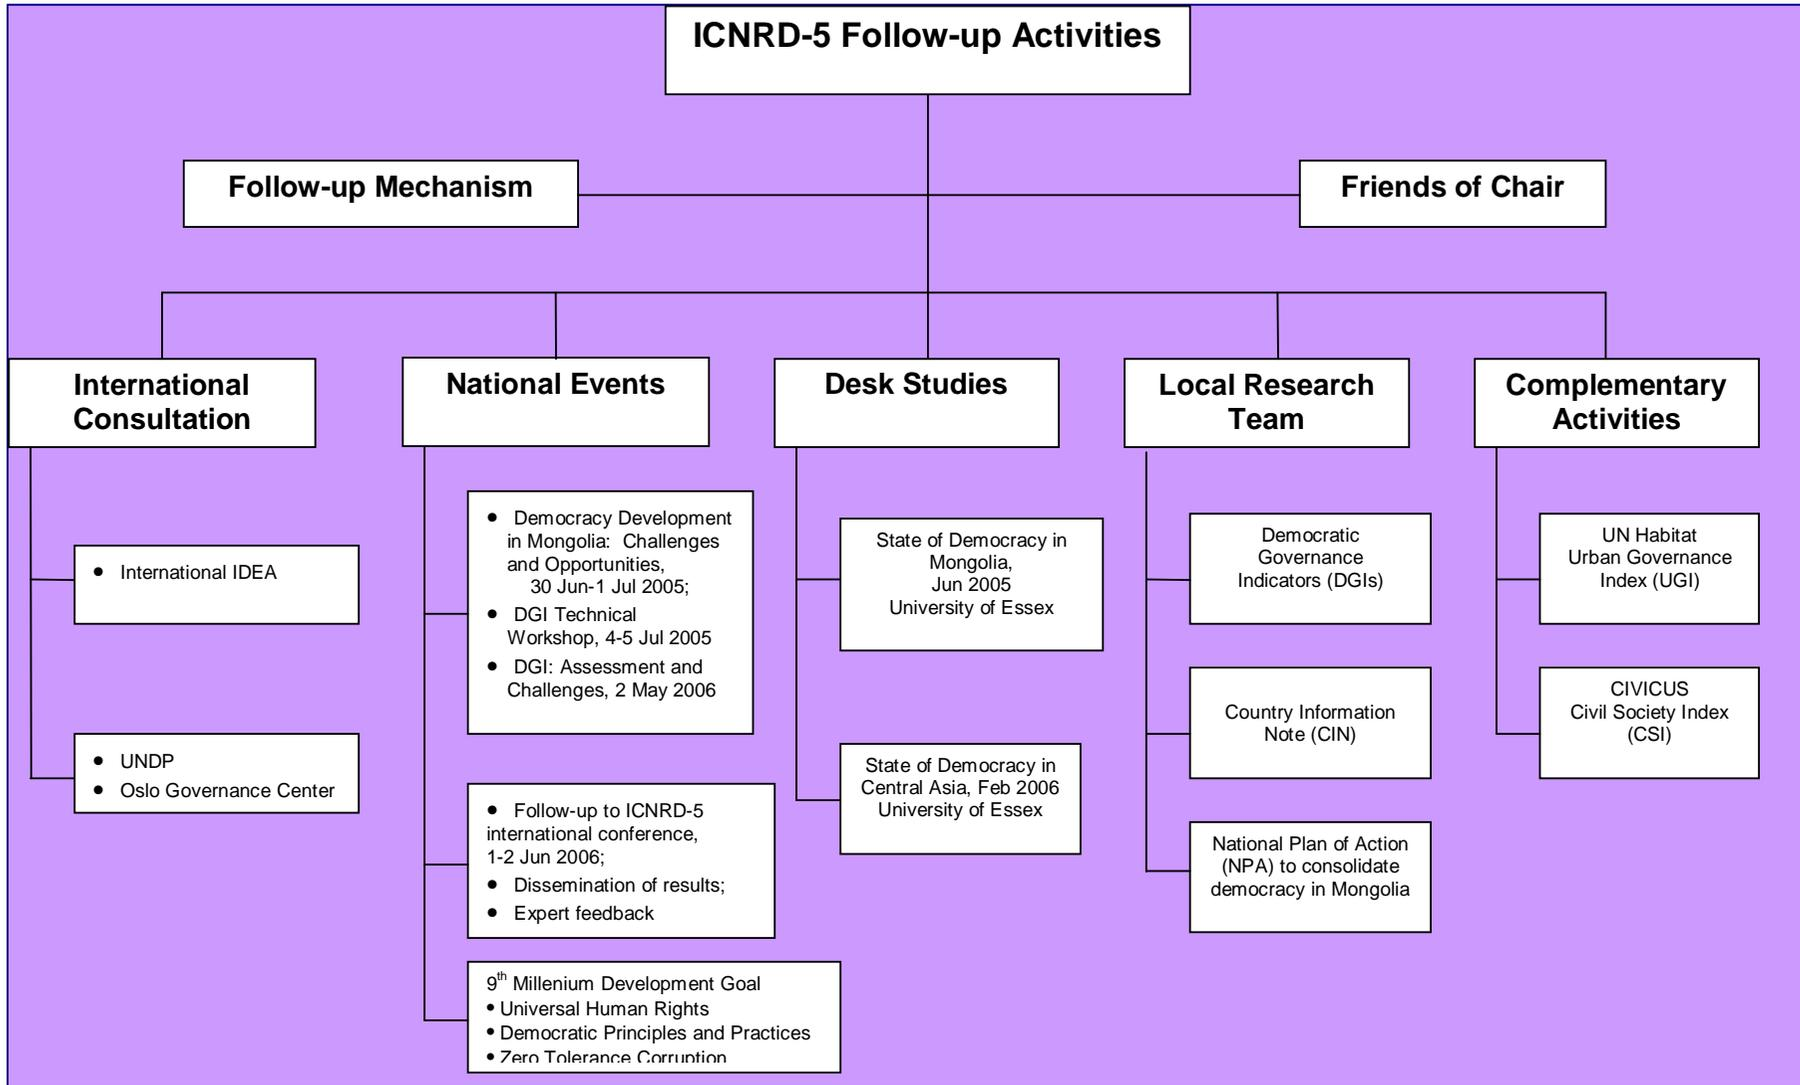 ICNRD-5 Follow-up Activities
Follow-up Mechanism
Friends of Chair
International
Consultation
National Events
Desk Studies
Local Research
Team
Complementary
Activities
• International IDEA
• UNDP
• Oslo Governance Center
• Democracy Development
in Mongolia: Challenges
and Opportunities,
30 Jun-1 Jul 2005;
• DGI Technical
Workshop, 4-5 Jul 2005
• DGI: Assessment and
Challenges, 2 May 2006
• Follow-up to ICNRD-5
international conference,
1-2 Jun 2006;
• Dissemination of results;
• Expert feedback
9th Millenium Development Goal
• Universal Human Rights
• Democratic Principles and Practices
• Zero Tolerance Corruption
State of Democracy in
Mongolia,
Jun 2005
University of Essex
State of Democracy in
Central Asia, Feb 2006
University of Essex
Democratic
Governance
Indicators (DGIs)
Country Information
Note (CIN)
National Plan of Action
(NPA) to consolidate
democracy in Mongolia
UN Habitat
Urban Governance
Index (UGI)
CIVICUS
Civil Society Index
(CSI)